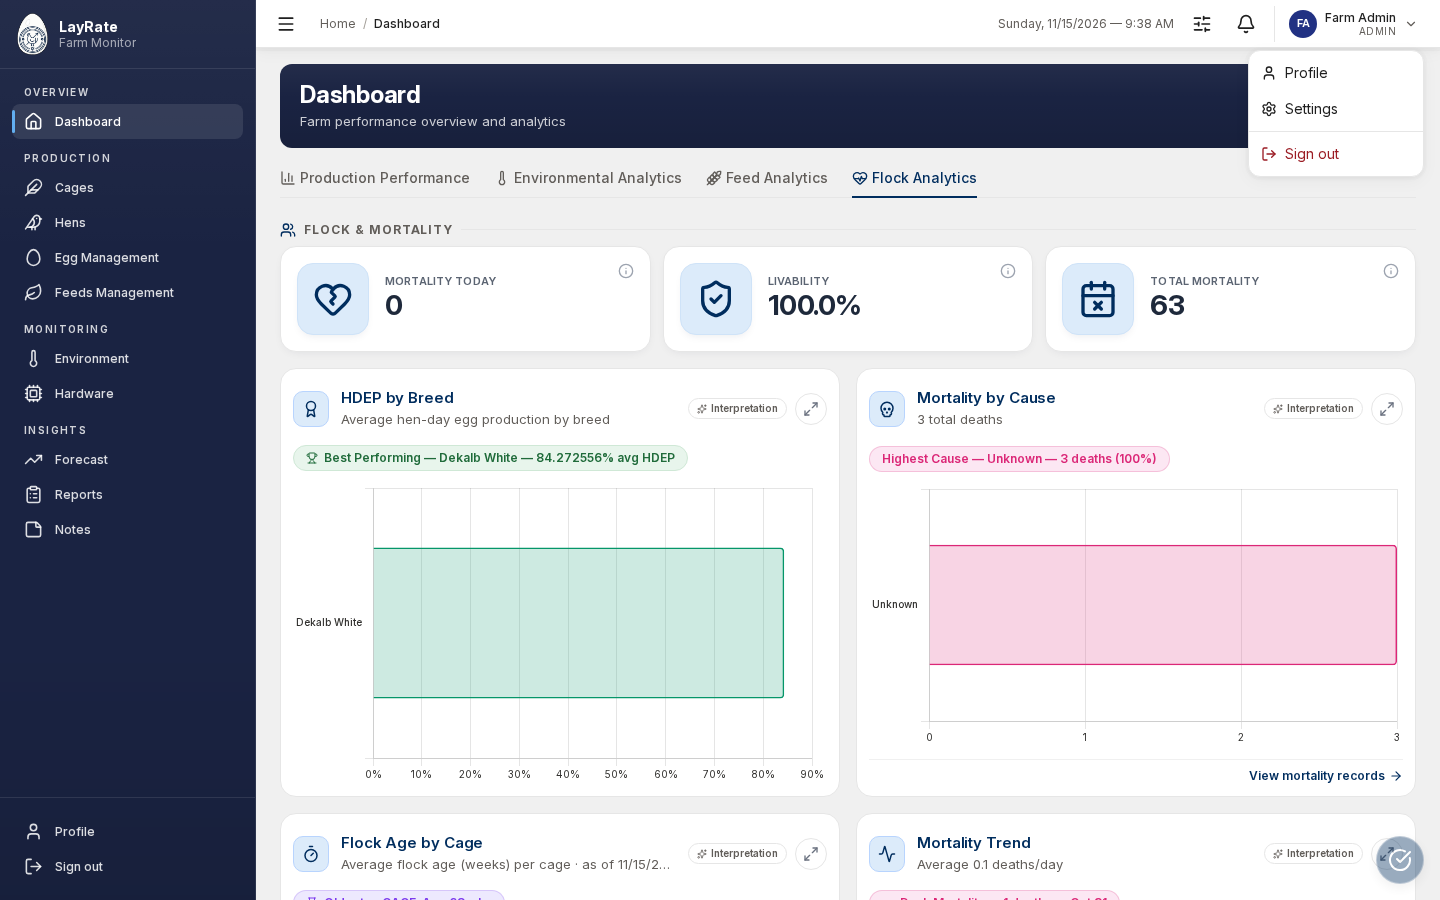 LayRate
Farm Monitor
OVERVIEW
Dashboard
PRODUCTION
Cages
Hens
Egg Management
Feeds Management
MONITORING
Environment
Hardware
INSIGHTS
Forecast
Reports
Notes
Profile
Sign out
Home / Dashboard
Sunday, 11/15/2026 — 9:38 AM
FA
Farm Admin
ADMIN
Profile
Settings
Sign out
Dashboard
Farm performance overview and analytics
Production Performance
Environmental Analytics
Feed Analytics
Flock Analytics
FLOCK & MORTALITY
MORTALITY TODAY
0
LIVABILITY
100.0%
TOTAL MORTALITY
63
HDEP by Breed
Average hen-day egg production by breed
Interpretation
Best Performing — Dekalb White — 84.272556% avg HDEP
Dekalb White
0% 10% 20% 30% 40% 50% 60% 70% 80% 90%
Mortality by Cause
3 total deaths
Interpretation
Highest Cause — Unknown — 3 deaths (100%)
Unknown
0 1 2 3
View mortality records
Flock Age by Cage
Average flock age (weeks) per cage · as of 11/15/2...
Interpretation
Mortality Trend
Average 0.1 deaths/day
Interpretation